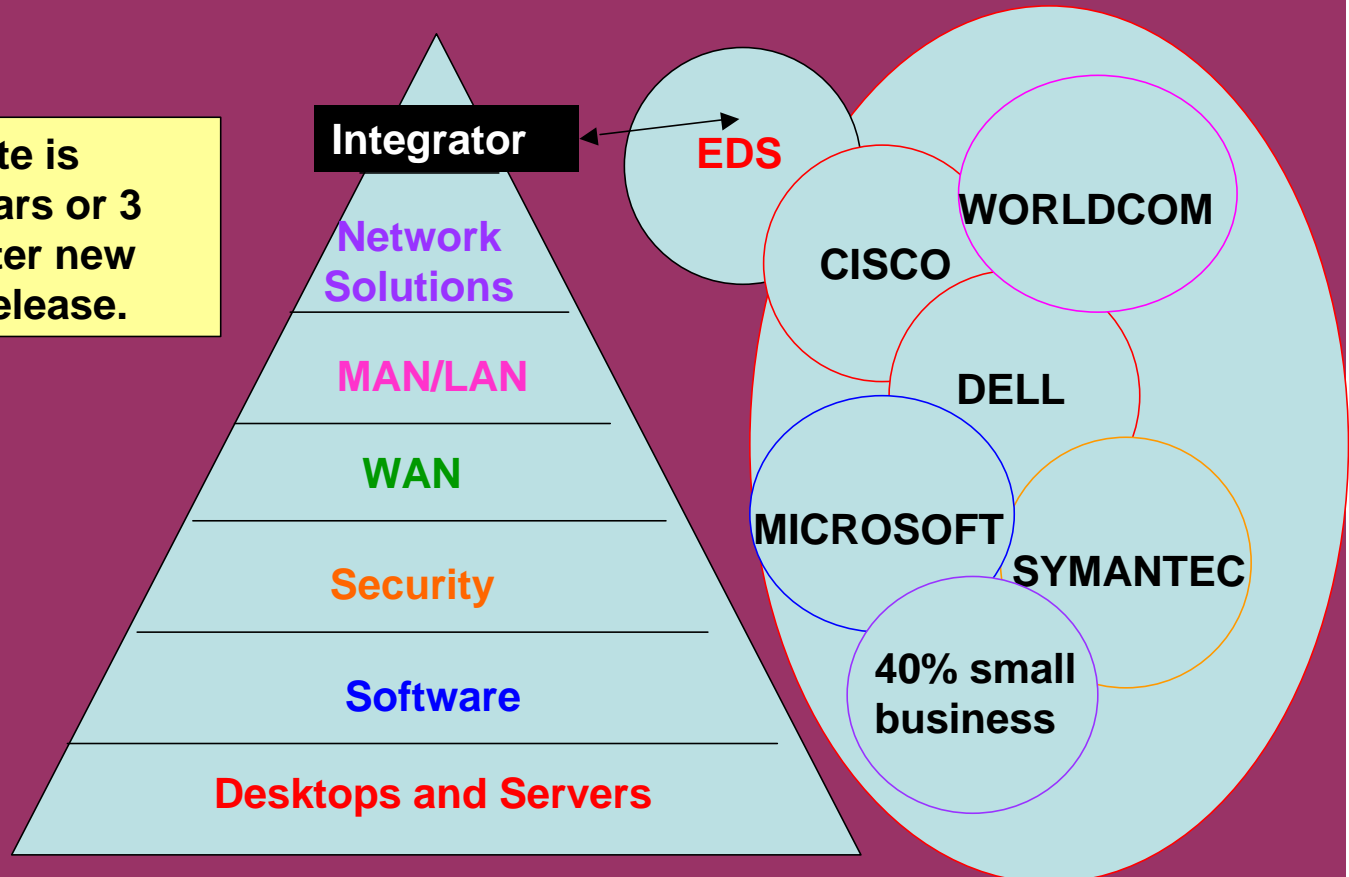 te is
ars or 3
ter new
elease.
Integrator
Network
Solutions
MAN/LAN
WAN
Security
Software
Desktops and Servers
EDS
WORLDCOM
CISCO
DELL
MICROSOFT
SYMANTEC
40% small
business